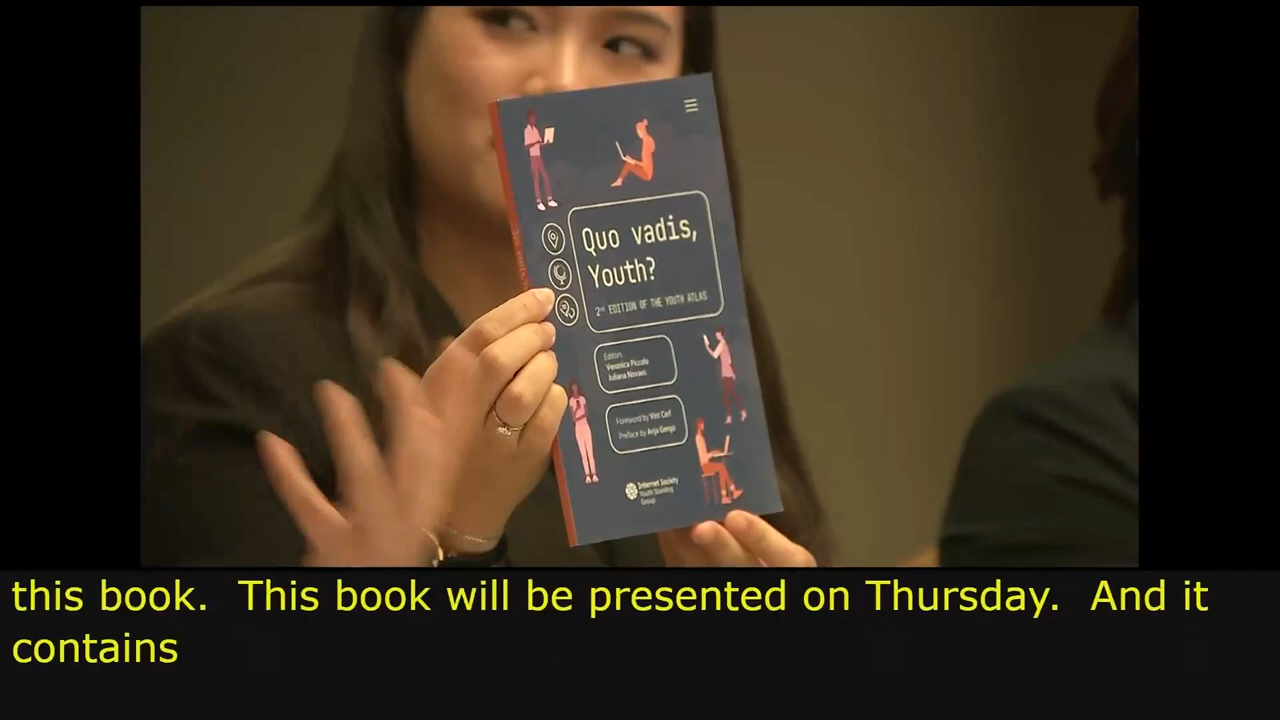 Quo vadis,
Youth?
2nd EDITION OF THE YOUTH ATLAS
Editors
Veronica Piccolo
Juliana Novaes
Foreword by Vint Cerf
Preface by Anja Gengo
Internet Society
Youth Standing
Group
this book.  This book will be presented on Thursday.  And it
contains